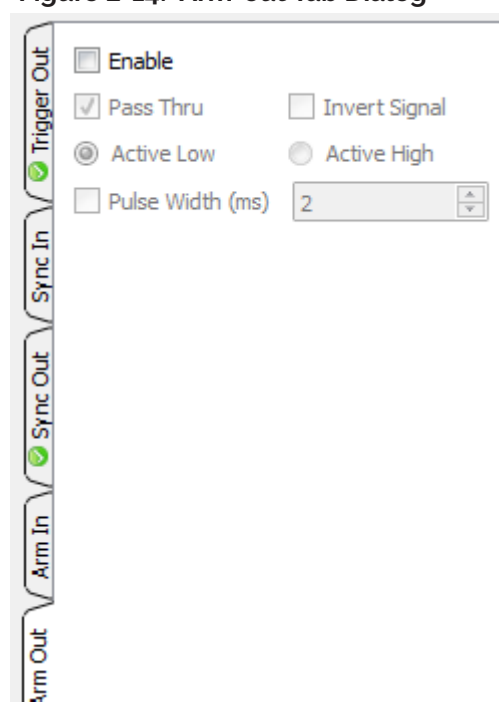 Figure 2-14: Arm Out Tab Dialog
Trigger Out
Sync In
Sync Out
Arm In
Arm Out
Enable
Pass Thru
Invert Signal
Active Low
Active High
Pulse Width (ms)
2